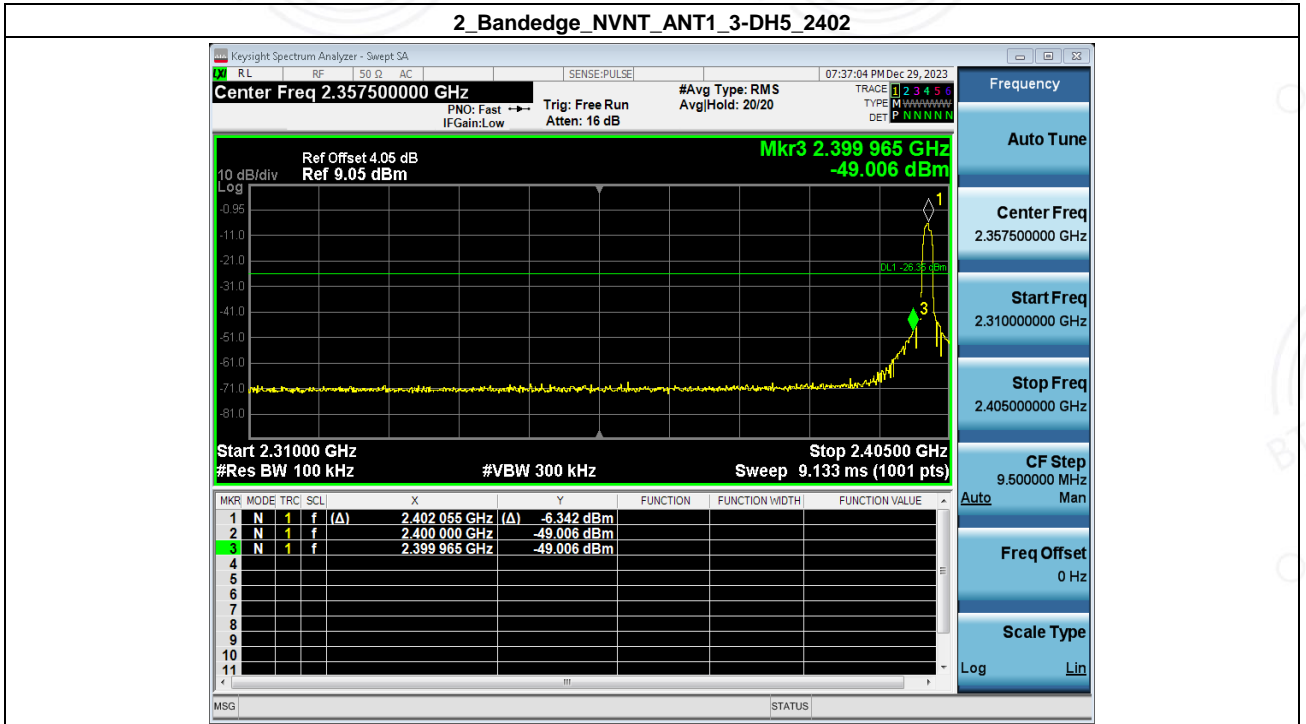 2_Bandedge_NVNT_ANT1_3-DH5_2402
Keysight Spectrum Analyzer - Swept SA
LXI RL RF 50 Ω AC SENSE:PULSE 07:37:04 PM Dec 29, 2023
Center Freq 2.357500000 GHz #Avg Type: RMS TRACE 1 2 3 4 5 6
PNO: Fast Trig: Free Run Avg|Hold: 20/20 TYPE M WWWWW
IFGain:Low Atten: 16 dB DET P N N N N N
Mkr3 2.399 965 GHz
Ref Offset 4.05 dB
10 dB/div Ref 9.05 dBm -49.006 dBm
Log
1
-0.95
-11.0
-21.0
DL1 -26.35 dBm
-31.0
-41.0
3
-51.0
-61.0
-71.0
-81.0
Start 2.31000 GHz Stop 2.40500 GHz
#Res BW 100 kHz #VBW 300 kHz Sweep 9.133 ms (1001 pts)
MKR MODE TRC SCL X Y FUNCTION FUNCTION WIDTH FUNCTION VALUE
1 N 1 f (Δ) 2.402 055 GHz (Δ) -6.342 dBm
2 N 1 f 2.400 000 GHz -49.006 dBm
3 N 1 f 2.399 965 GHz -49.006 dBm
4
5
6
7
8
9
10
11
MSG STATUS
Frequency
Auto Tune
Center Freq
2.357500000 GHz
Start Freq
2.310000000 GHz
Stop Freq
2.405000000 GHz
CF Step
9.500000 MHz
Auto Man
Freq Offset
0 Hz
Scale Type
Log Lin